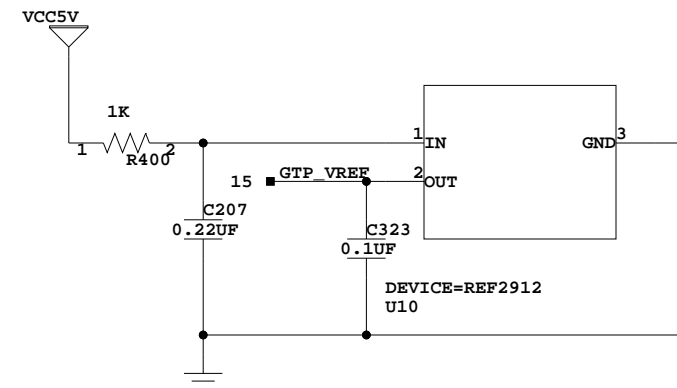 VCC5V
1K
1
2
R400
1
IN
GND
3
15
GTP_VREF
2
OUT
C207
0.22UF
C323
0.1UF
DEVICE=REF2912
U10